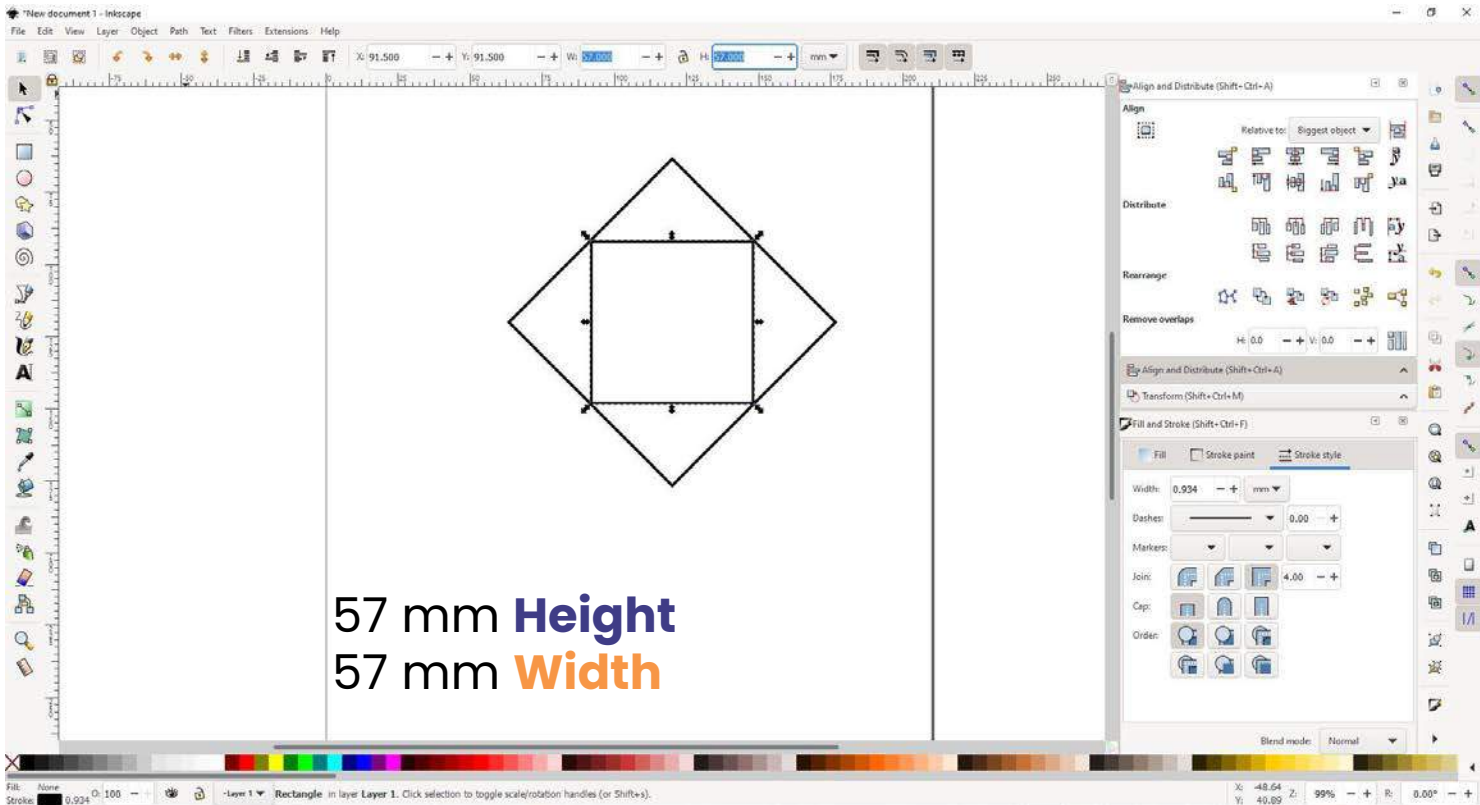 *New document 1 - Inkscape
File Edit View Layer Object Path Text Filters Extensions Help
X: 91.500 − + Y: 91.500 − + W: 57.000 − + H: 57.000 − + mm
Align and Distribute (Shift+Ctrl+A)
Align
Relative to: Biggest object
Distribute
Rearrange
Remove overlaps
H: 0.0 − + V: 0.0 − +
Align and Distribute (Shift+Ctrl+A)
Transform (Shift+Ctrl+M)
Fill and Stroke (Shift+Ctrl+F)
Fill Stroke paint Stroke style
Width: 0.934 − + mm
Dashes: 0.00 − +
Markers:
Join: 4.00 − +
Cap:
Order:
57 mm Height
57 mm Width
Blend mode: Normal
Fill: None
Stroke: 0.934
O: 100 − +
-Layer 1
Rectangle in layer Layer 1. Click selection to toggle scale/rotation handles (or Shift+s).
X: -48.64
Y: 40.89
Z: 99% − + R: 0.00° − +